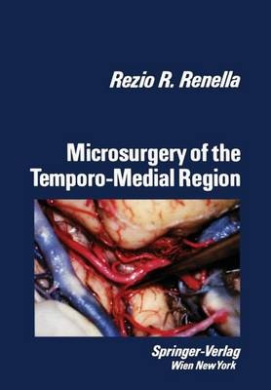 Rezio R. Renella
Microsurgery of the
Temporo-Medial Region
Springer-Verlag
Wien New York